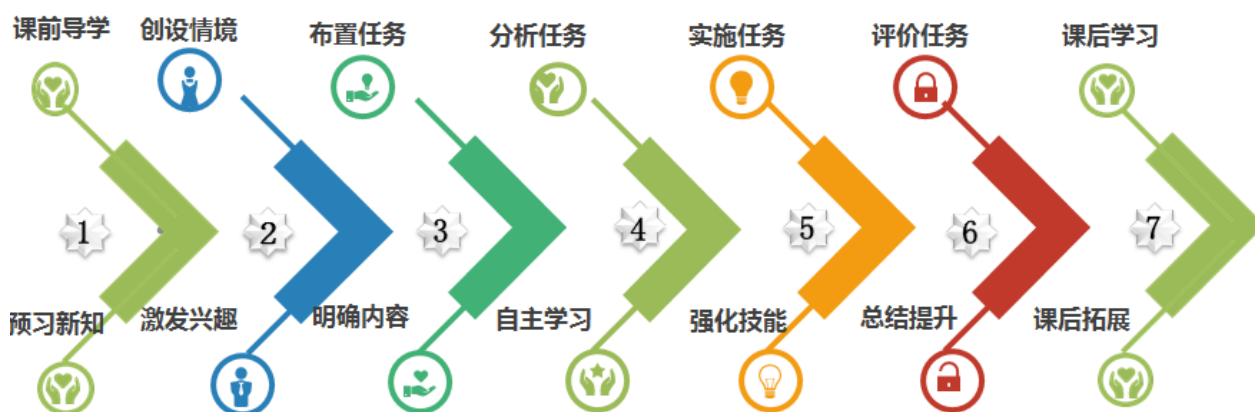 课前导学
创设情境
布置任务
分析任务
实施任务
评价任务
课后学习
1
2
3
4
5
6
7
预习新知
激发兴趣
明确内容
自主学习
强化技能
总结提升
课后拓展